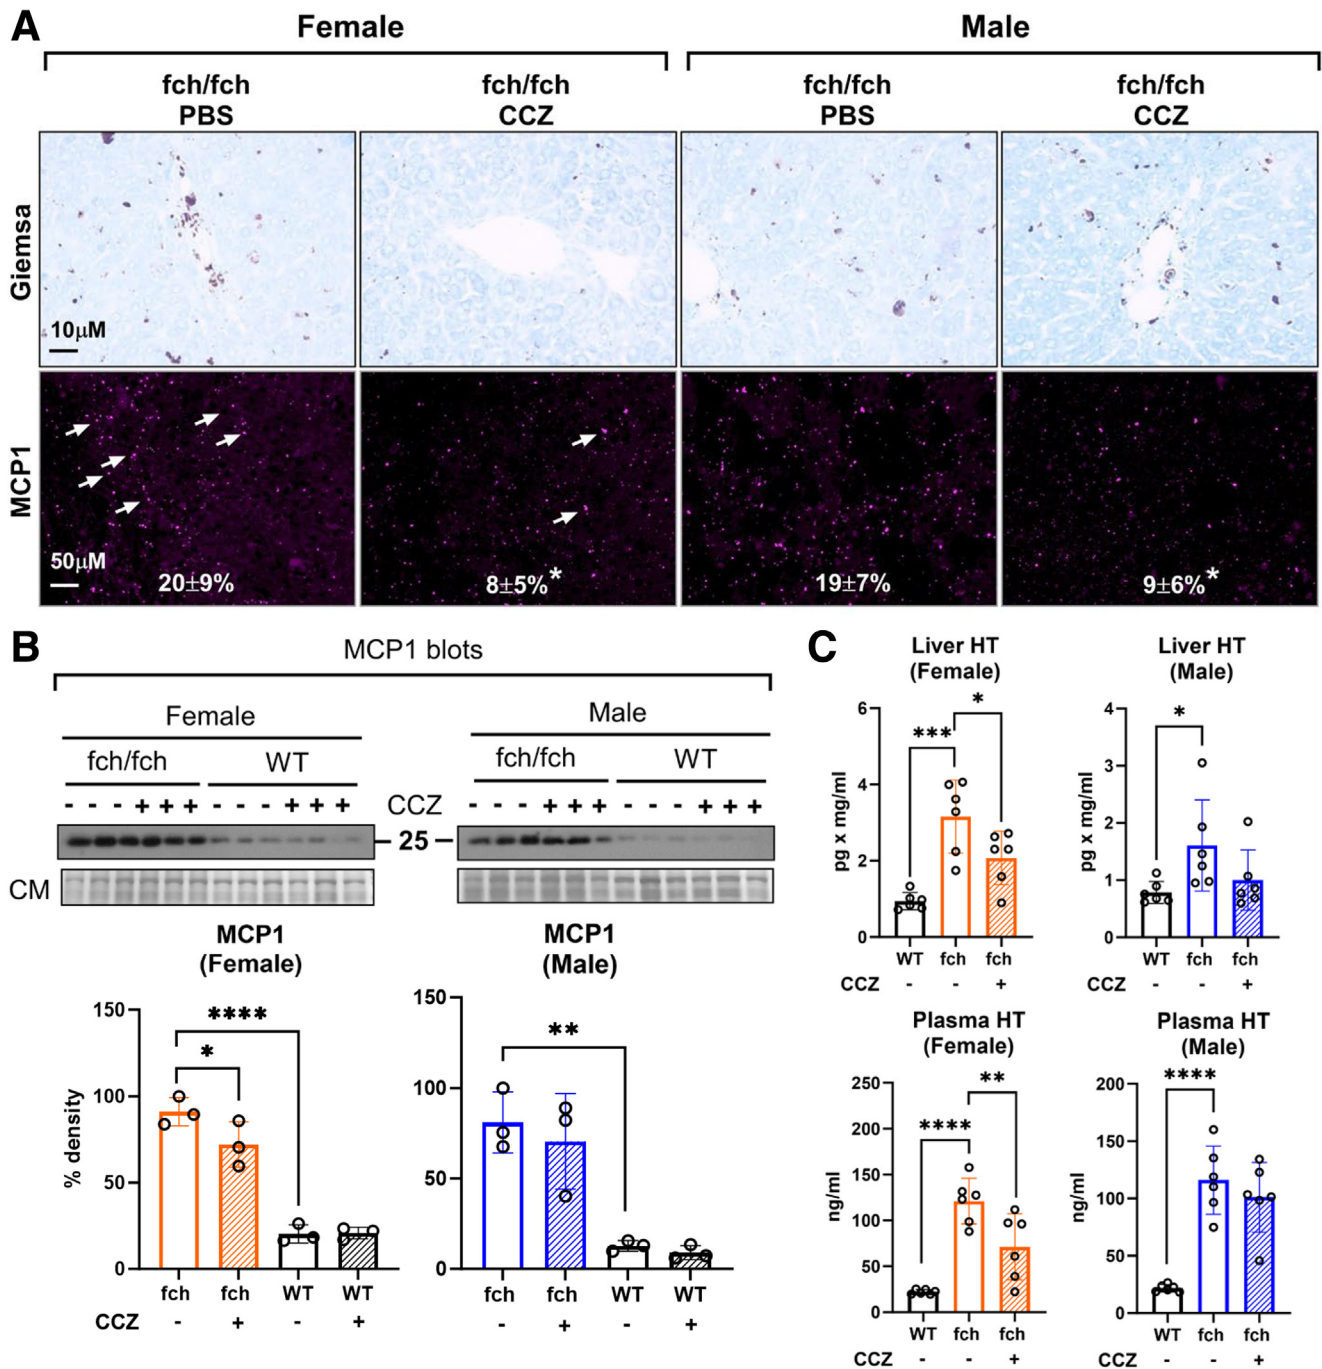 A
Female
Male
fch/fch
PBS
fch/fch
CCZ
fch/fch
PBS
fch/fch
CCZ
Giemsa
10μM
MCP1
50μM
20±9%
8±5%*
19±7%
9±6%*
B
MCP1 blots
Female
Male
fch/fch
WT
fch/fch
WT
- - - + + + - - - + + +
CCZ
- - - + + + - - - + + +
25
CM
MCP1
(Female)
% density
150
100
50
0
****
*
fch
fch
WT
WT
CCZ
- + - +
MCP1
(Male)
150
100
50
0
**
fch
fch
WT
WT
- + - +
C
Liver HT
(Female)
pg x mg/ml
6
4
2
0
***
*
WT
fch
fch
CCZ
- - +
Liver HT
(Male)
pg x mg/ml
4
3
2
1
0
*
WT
fch
fch
CCZ
- - +
Plasma HT
(Female)
ng/ml
250
200
150
100
50
0
****
**
WT
fch
fch
CCZ
- - +
Plasma HT
(Male)
ng/ml
200
150
100
50
0
****
WT
fch
fch
CCZ
- - +